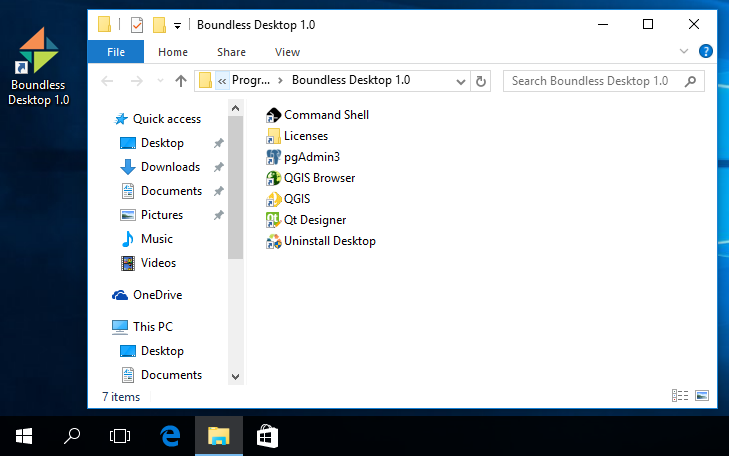 Boundless
Desktop 1.0
Boundless Desktop 1.0
File Home Share View
?
« Progr... > Boundless Desktop 1.0
Search Boundless Desktop 1.0
Quick access
Desktop
Downloads
Documents
Pictures
Music
Videos
OneDrive
This PC
Desktop
Documents
Command Shell
Licenses
pgAdmin3
QGIS Browser
QGIS
Qt Designer
Uninstall Desktop
7 items